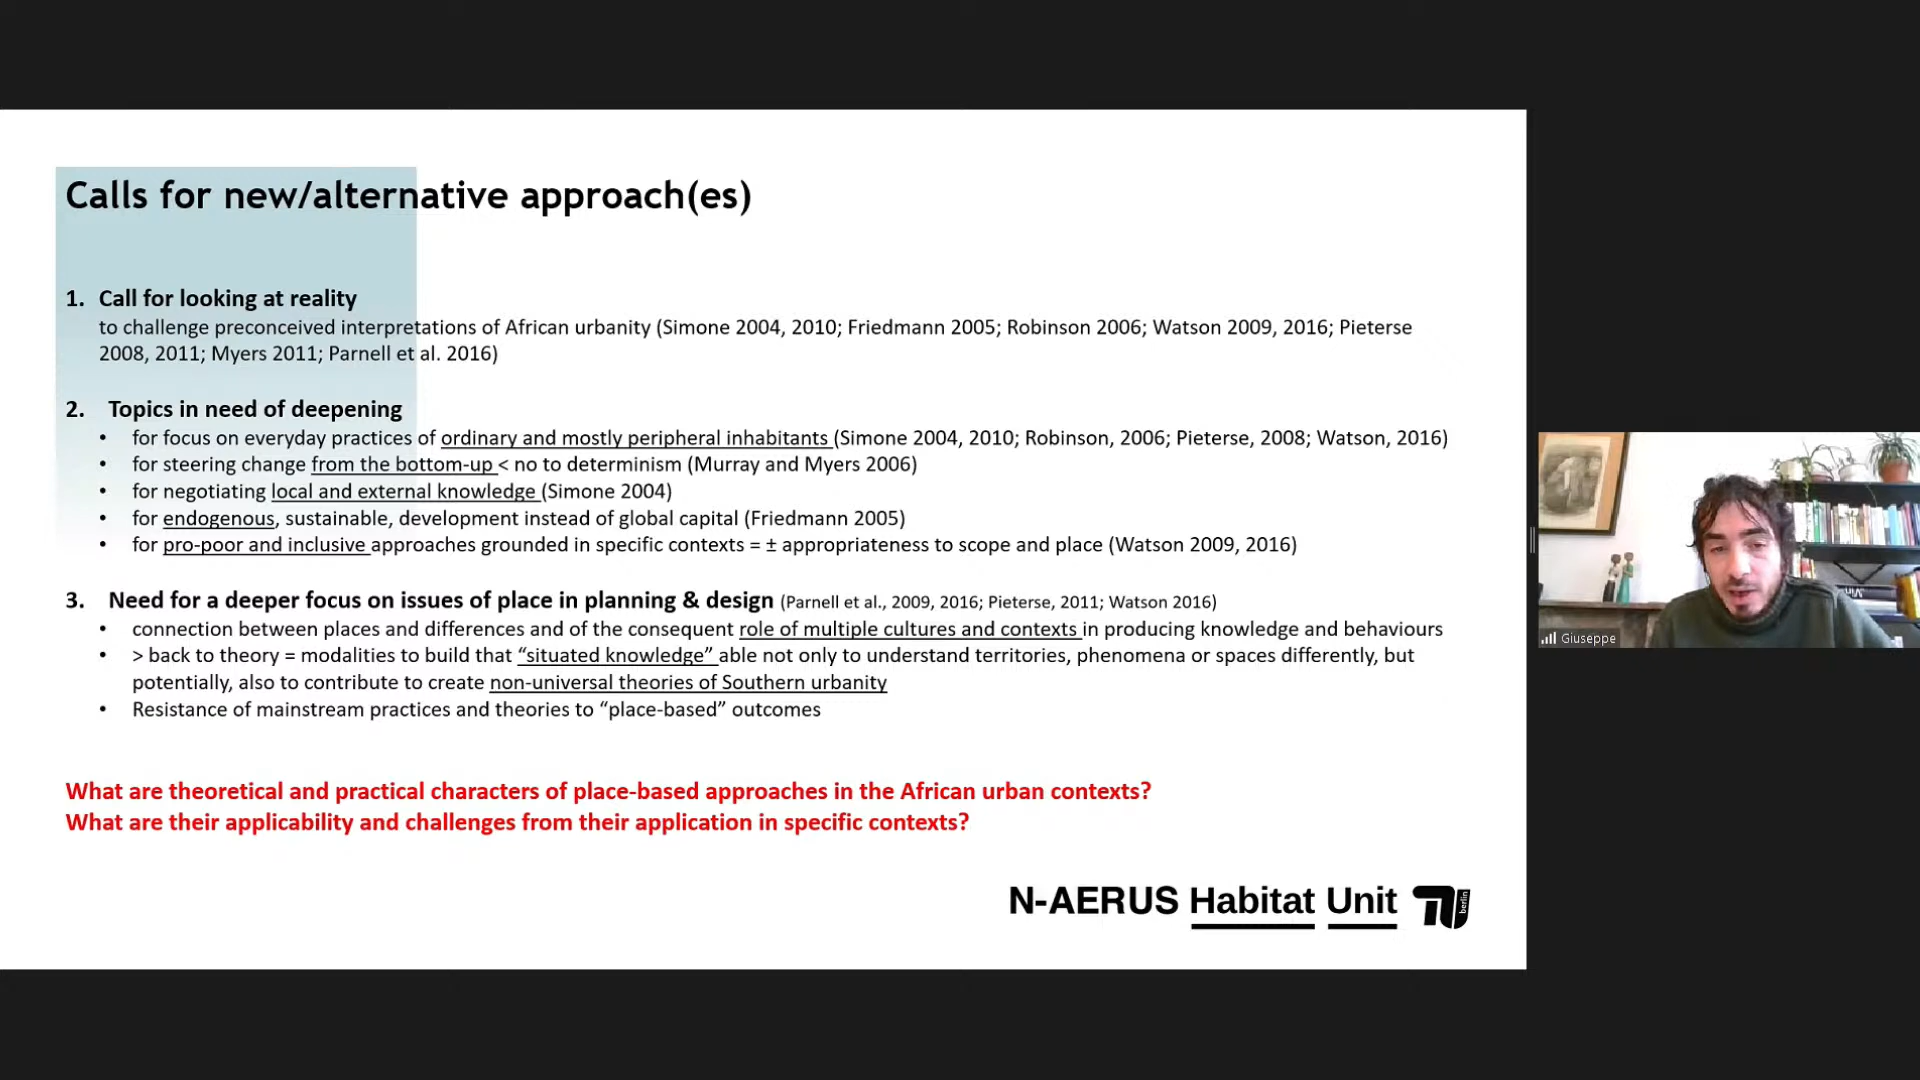 Calls for new/alternative approach(es)
1. Call for looking at reality
to challenge preconceived interpretations of African urbanity (Simone 2004, 2010; Friedmann 2005; Robinson 2006; Watson 2009, 2016; Pieterse
2008, 2011; Myers 2011; Parnell et al. 2016)
2. Topics in need of deepening
• for focus on everyday practices of ordinary and mostly peripheral inhabitants (Simone 2004, 2010; Robinson, 2006; Pieterse, 2008; Watson, 2016)
• for steering change from the bottom-up < no to determinism (Murray and Myers 2006)
• for negotiating local and external knowledge (Simone 2004)
• for endogenous, sustainable, development instead of global capital (Friedmann 2005)
• for pro-poor and inclusive approaches grounded in specific contexts = ± appropriateness to scope and place (Watson 2009, 2016)
3. Need for a deeper focus on issues of place in planning & design (Parnell et al., 2009, 2016; Pieterse, 2011; Watson 2016)
• connection between places and differences and of the consequent role of multiple cultures and contexts in producing knowledge and behaviours
• > back to theory = modalities to build that “situated knowledge” able not only to understand territories, phenomena or spaces differently, but
potentially, also to contribute to create non-universal theories of Southern urbanity
• Resistance of mainstream practices and theories to “place-based” outcomes
What are theoretical and practical characters of place-based approaches in the African urban contexts?
What are their applicability and challenges from their application in specific contexts?
N-AERUS Habitat Unit berlin
Giuseppe